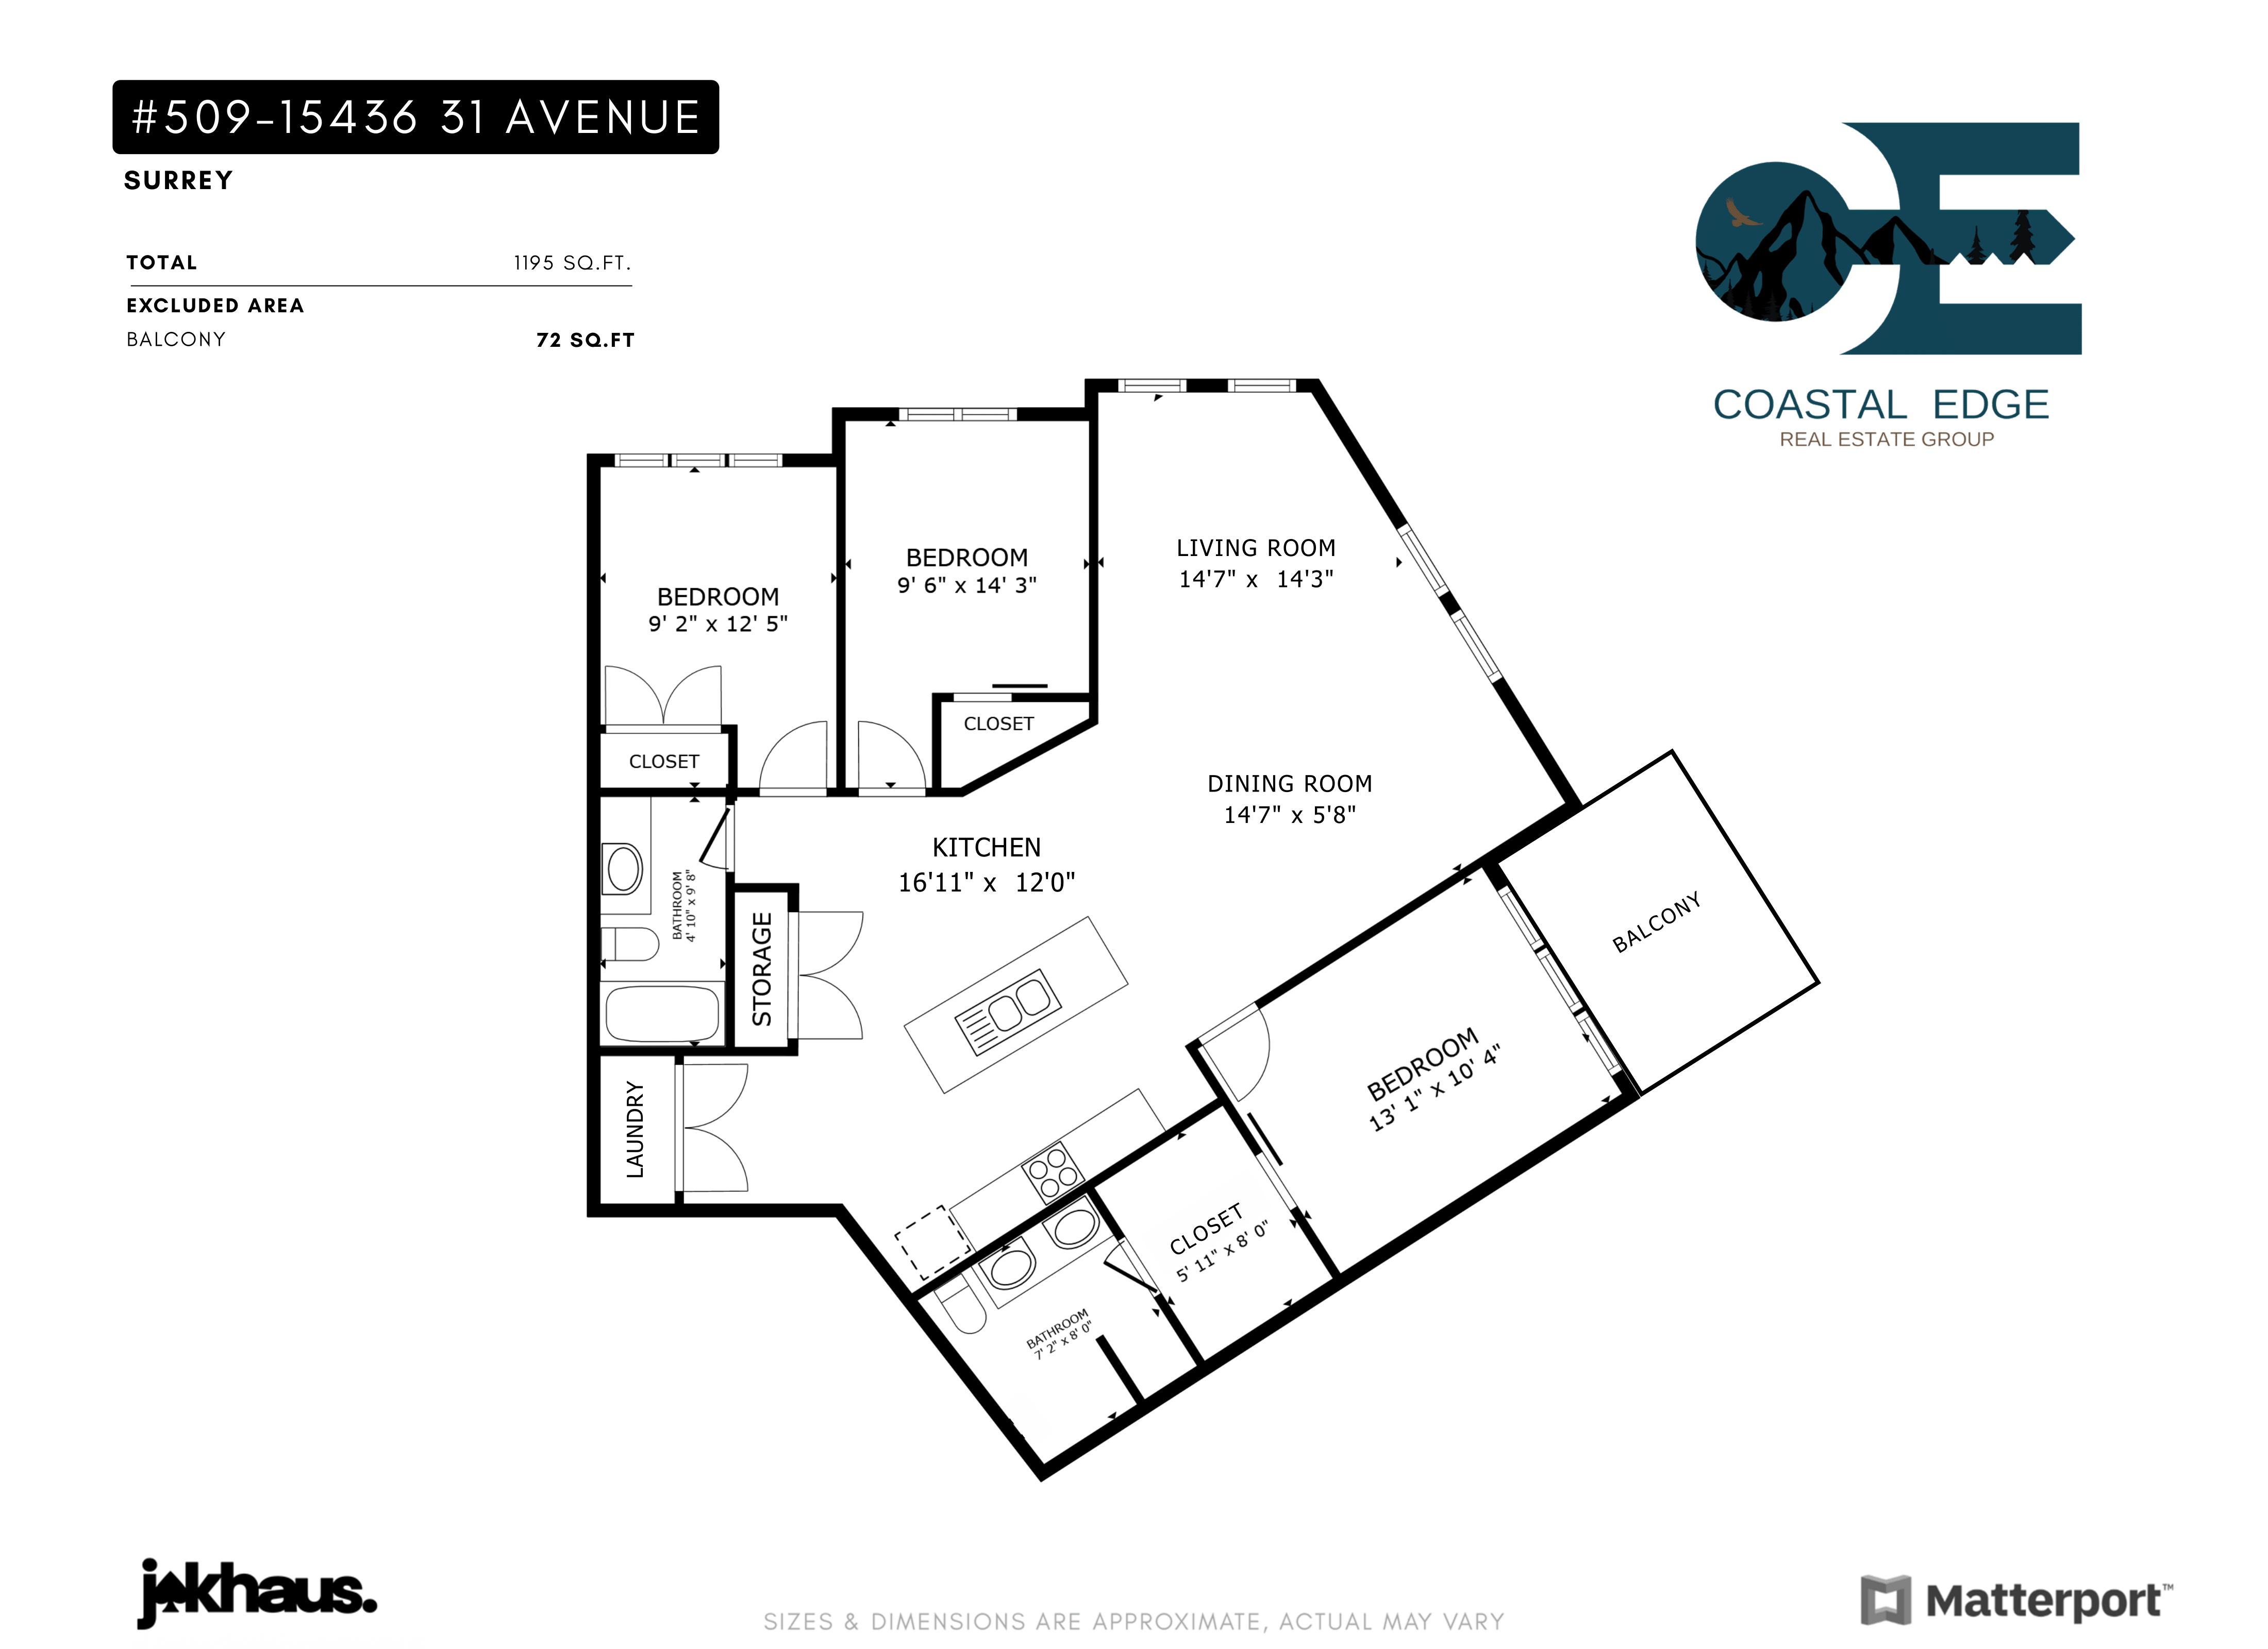 #509-15436 31 AVENUE
SURREY
TOTAL 1195 SQ.FT.
EXCLUDED AREA
BALCONY 72 SQ.FT
COASTAL EDGE
REAL ESTATE GROUP
BEDROOM
9' 2" x 12' 5"
BEDROOM
9' 6" x 14' 3"
LIVING ROOM
14'7" x 14'3"
CLOSET
CLOSET
DINING ROOM
14'7" x 5'8"
KITCHEN
16'11" x 12'0"
BATHROOM
4' 10" x 9' 8"
STORAGE
BALCONY
LAUNDRY
BEDROOM
13' 1" x 10' 4"
CLOSET
5' 11" x 8' 0"
BATHROOM
7' 2" x 8' 0"
jakhaus.
SIZES & DIMENSIONS ARE APPROXIMATE, ACTUAL MAY VARY
Matterport™